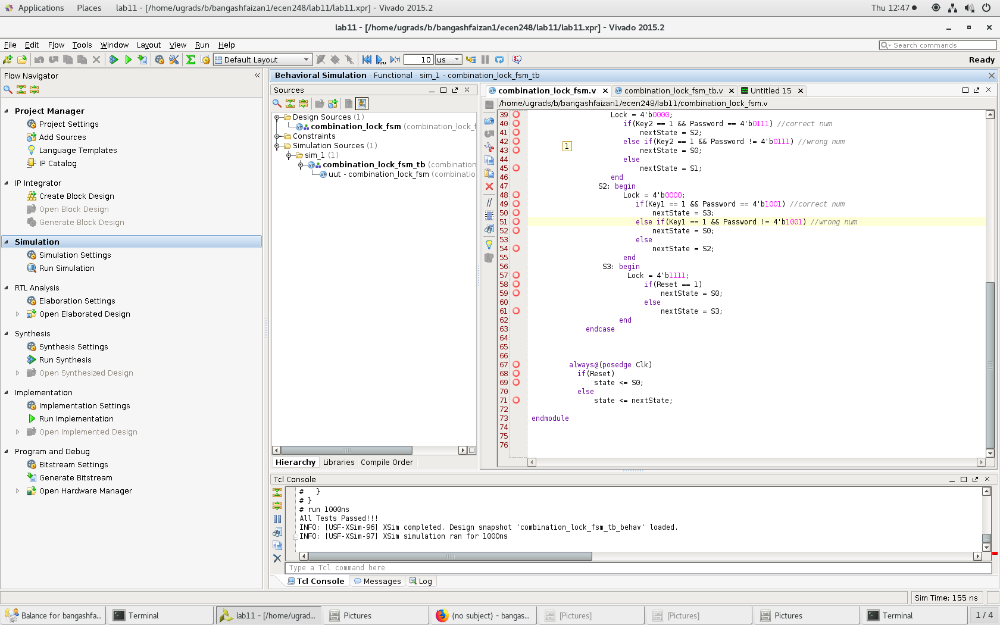 Applications Places lab11 - [/home/ugrads/b/bangashfaizan1/ecen248/lab11/lab11.xpr] - Vivado 2015.2 Thu 12:47
lab11 - [/home/ugrads/b/bangashfaizan1/ecen248/lab11/lab11.xpr] - Vivado 2015.2
File Edit Flow Tools Window Layout View Run Help
Search commands
Default Layout 10 us Ready
Flow Navigator
Project Manager
Project Settings
Add Sources
Language Templates
IP Catalog
IP Integrator
Create Block Design
Open Block Design
Generate Block Design
Simulation
Simulation Settings
Run Simulation
RTL Analysis
Elaboration Settings
Open Elaborated Design
Synthesis
Synthesis Settings
Run Synthesis
Open Synthesized Design
Implementation
Implementation Settings
Run Implementation
Open Implemented Design
Program and Debug
Bitstream Settings
Generate Bitstream
Open Hardware Manager
Behavioral Simulation - Functional - sim_1 - combination_lock_fsm_tb
Sources
Design Sources (1)
combination_lock_fsm (combination_lock_f
Constraints
Simulation Sources (1)
sim_1 (1)
combination_lock_fsm_tb (combination
uut - combination_lock_fsm (combinatio
Hierarchy Libraries Compile Order
combination_lock_fsm.v combination_lock_fsm_tb.v Untitled 15
/home/ugrads/b/bangashfaizan1/ecen248/lab11/combination_lock_fsm.v
39 Lock = 4'b0000;
40 if(Key2 == 1 && Password == 4'b0111) //correct num
41 nextState = S2;
42 else if(Key2 == 1 && Password != 4'b0111) //wrong num
1
43 nextState = S0;
44 else
45 nextState = S1;
46 end
47 S2: begin
48 Lock = 4'b0000;
49 if(Key1 == 1 && Password == 4'b1001) //correct num
50 nextState = S3;
51 else if(Key1 == 1 && Password != 4'b1001) //wrong num
52 nextState = S0;
53 else
54 nextState = S2;
55 end
56 S3: begin
57 Lock = 4'b1111;
58 if(Reset == 1)
59 nextState = S0;
60 else
61 nextState = S3;
62 end
63 endcase
64
65
66
67 always@(posedge Clk)
68 if(Reset)
69 state <= S0;
70 else
71 state <= nextState;
72
73 endmodule
74
75
76
Tcl Console
# }
# }
# run 1000ns
All Tests Passed!!!
INFO: [USF-XSim-96] XSim completed. Design snapshot 'combination_lock_fsm_tb_behav' loaded.
INFO: [USF-XSim-97] XSim simulation ran for 1000ns
Type a Tcl command here
Tcl Console Messages Log
Sim Time: 155 ns
Balance for bangashfa... Terminal lab11 - [/home/ugrad... Pictures (no subject) - bangas... [Pictures] [Pictures] Pictures Terminal 1 / 4